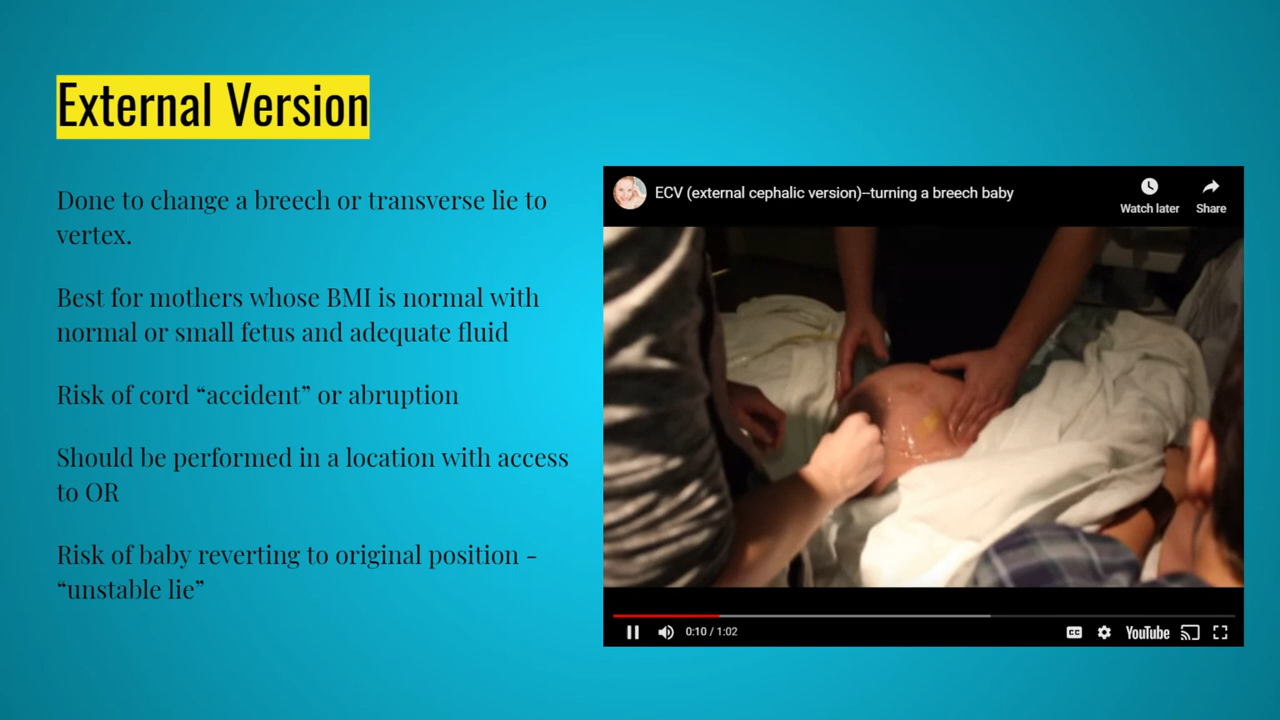 External Version
Done to change a breech or transverse lie to
vertex.
Best for mothers whose BMI is normal with
normal or small fetus and adequate fluid
Risk of cord “accident” or abruption
Should be performed in a location with access
to OR
Risk of baby reverting to original position -
“unstable lie”
ECV (external cephalic version)–turning a breech baby
Watch later
Share
0:10 / 1:02
CC
YouTube